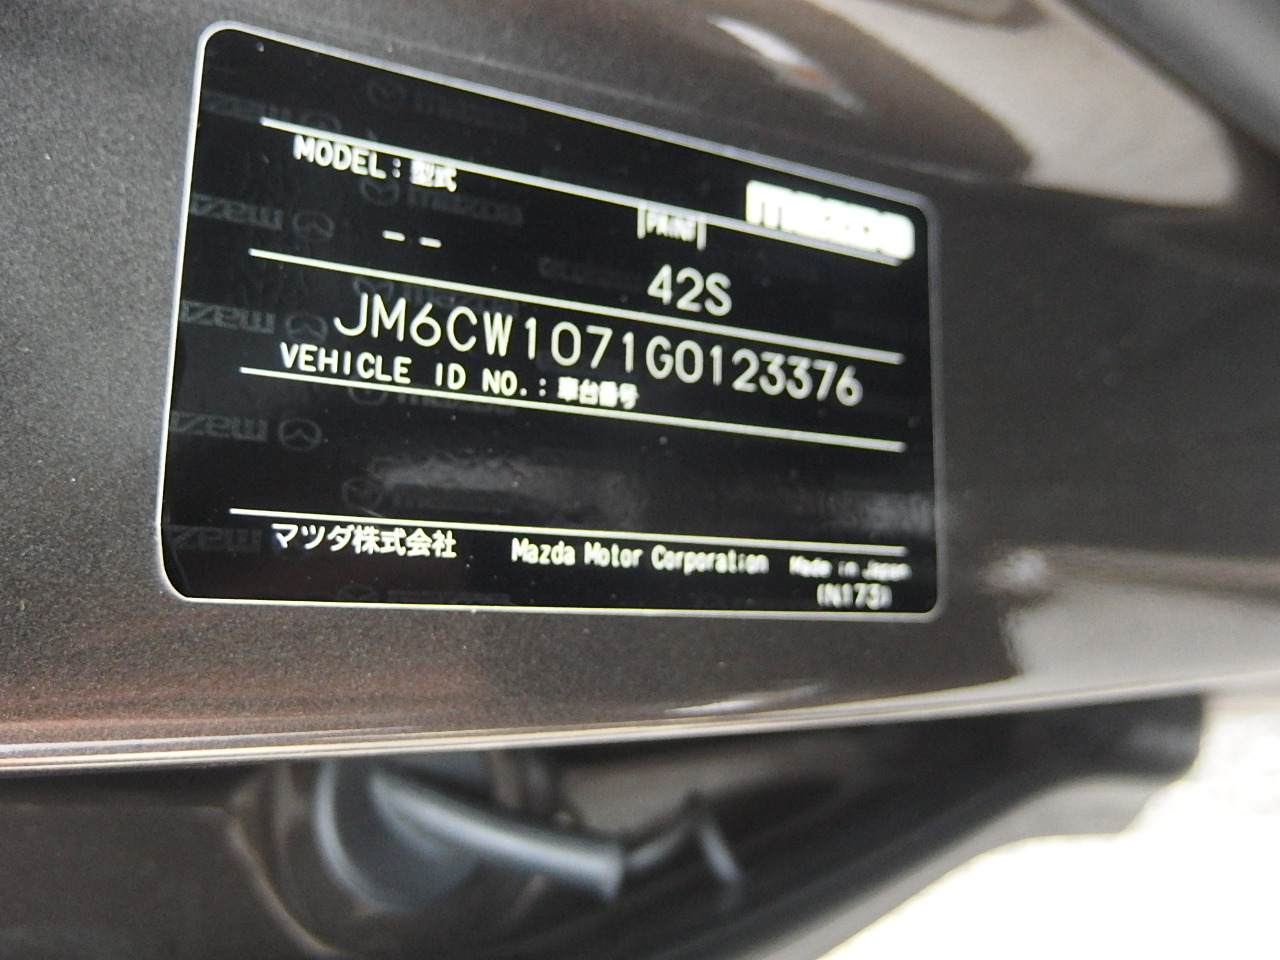 mazda
MODEL : 型式
PAINT
--
42S
JM6CW1071G0123376
VEHICLE ID NO. : 車台番号
マツダ株式会社 Mazda Motor Corporation Made in Japan
(N173)